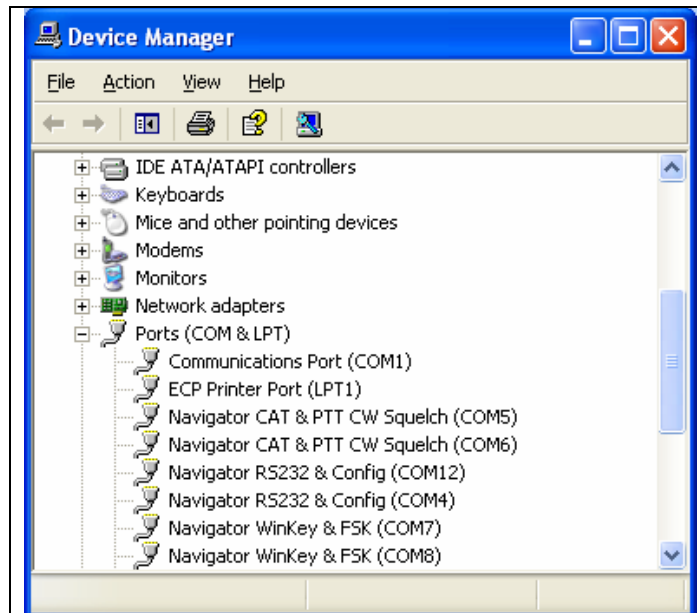 Device Manager
File Action View Help
IDE ATA/ATAPI controllers
Keyboards
Mice and other pointing devices
Modems
Monitors
Network adapters
Ports (COM & LPT)
Communications Port (COM1)
ECP Printer Port (LPT1)
Navigator CAT & PTT CW Squelch (COM5)
Navigator CAT & PTT CW Squelch (COM6)
Navigator RS232 & Config (COM12)
Navigator RS232 & Config (COM4)
Navigator WinKey & FSK (COM7)
Navigator WinKey & FSK (COM8)